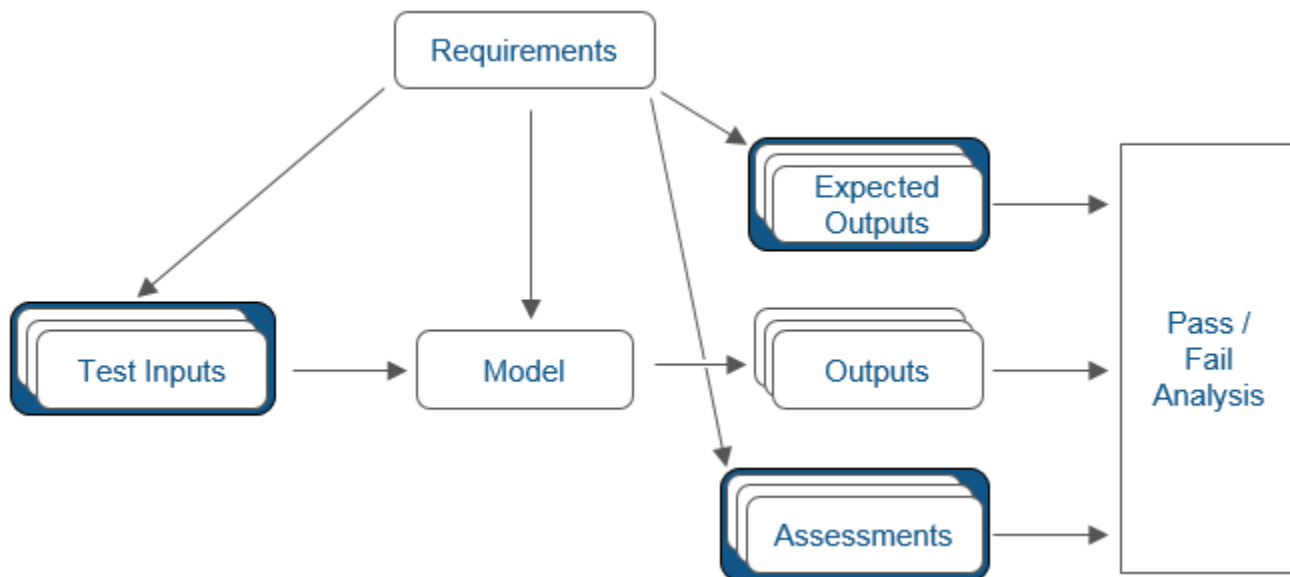 Requirements
Expected
Outputs
Test Inputs
Model
Outputs
Pass /
Fail
Analysis
Assessments